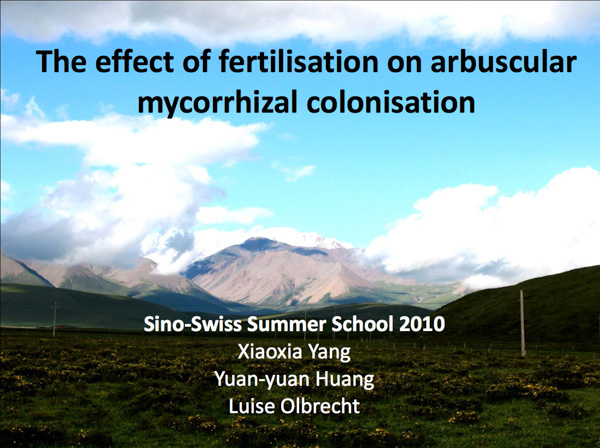 The effect of fertilisation on arbuscular
mycorrhizal colonisation
Sino-Swiss Summer School 2010
Xiaoxia Yang
Yuan-yuan Huang
Luise Olbrecht